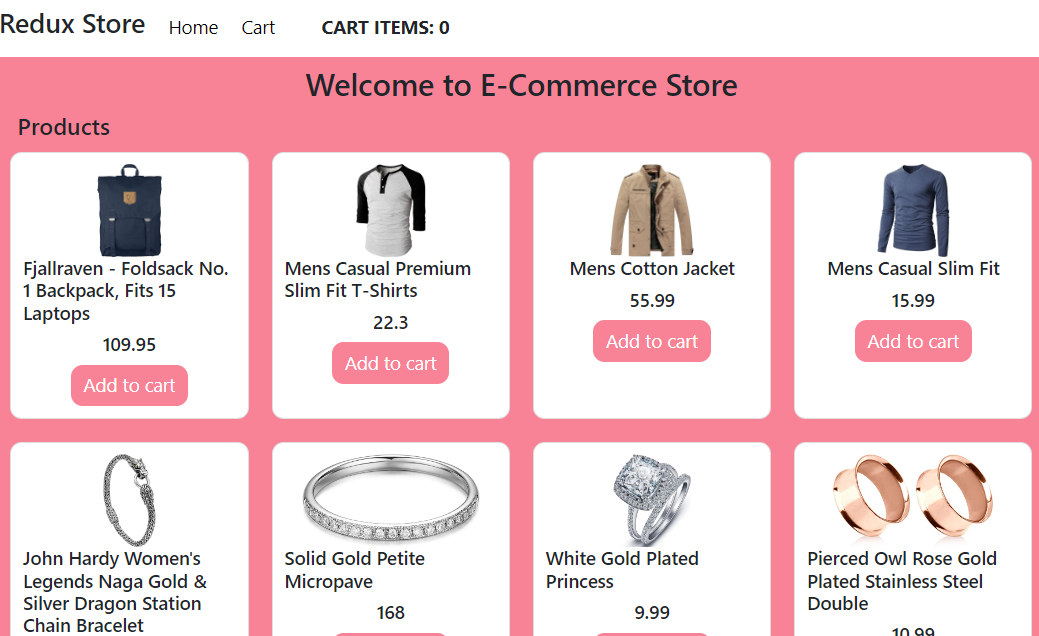 Redux Store Home Cart CART ITEMS: 0
Welcome to E-Commerce Store
Products
Fjallraven - Foldsack No.
1 Backpack, Fits 15
Laptops
109.95
Add to cart
Mens Casual Premium
Slim Fit T-Shirts
22.3
Add to cart
Mens Cotton Jacket
55.99
Add to cart
Mens Casual Slim Fit
15.99
Add to cart
John Hardy Women's
Legends Naga Gold &
Silver Dragon Station
Chain Bracelet
Solid Gold Petite
Micropave
168
White Gold Plated
Princess
9.99
Pierced Owl Rose Gold
Plated Stainless Steel
Double
10.99